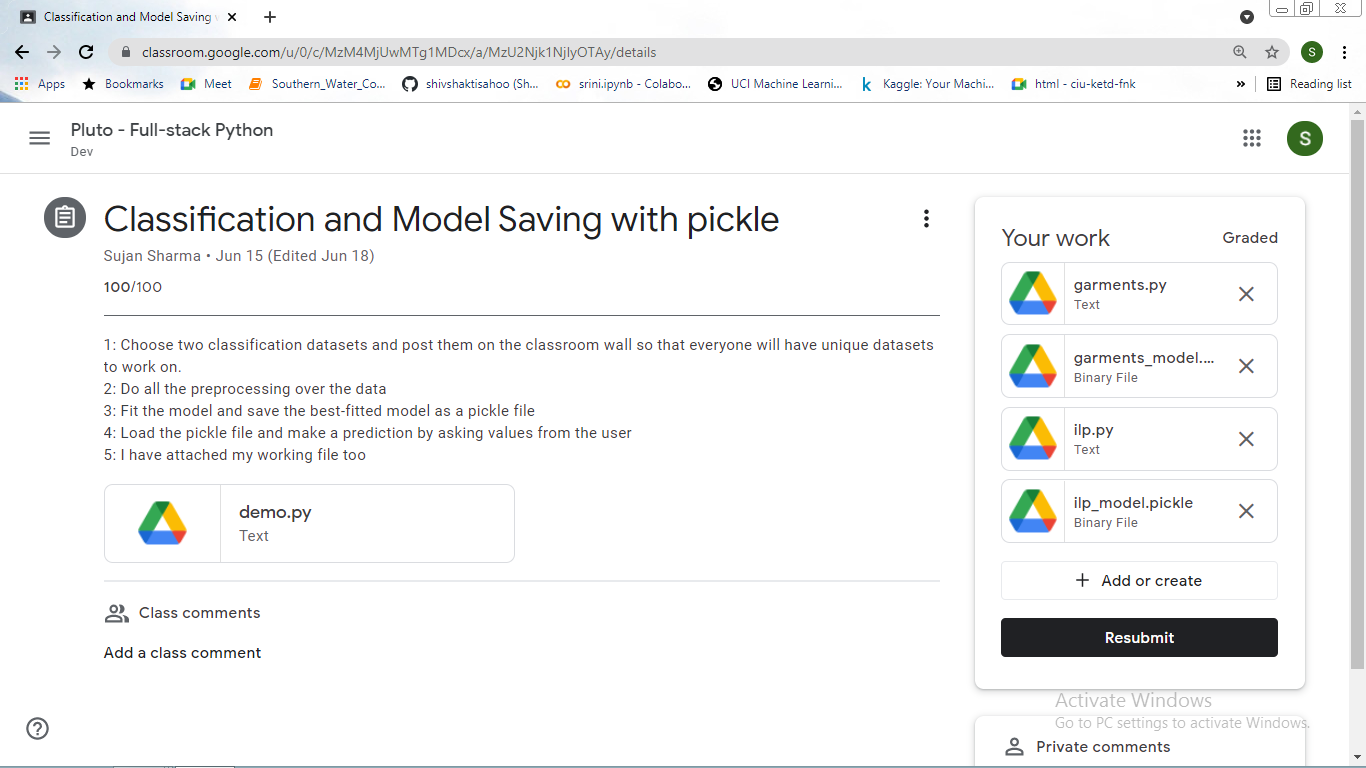 Classification and Model Saving
classroom.google.com/u/0/c/MzM4MjUwMTg1MDcx/a/MzU2Njk1NjIyOTAy/details
S
Apps
Bookmarks
Meet
Southern_Water_Co...
shivshaktisahoo (Sh...
srini.ipynb - Colabo...
UCI Machine Learni...
Kaggle: Your Machi...
html - ciu-ketd-fnk
»
Reading list
Pluto - Full-stack Python
Dev
S
Classification and Model Saving with pickle
Sujan Sharma • Jun 15 (Edited Jun 18)
100/100
1: Choose two classification datasets and post them on the classroom wall so that everyone will have unique datasets
to work on.
2: Do all the preprocessing over the data
3: Fit the model and save the best-fitted model as a pickle file
4: Load the pickle file and make a prediction by asking values from the user
5: I have attached my working file too
demo.py
Text
Class comments
Add a class comment
Your work
Graded
garments.py
Text
garments_model....
Binary File
ilp.py
Text
ilp_model.pickle
Binary File
Add or create
Resubmit
Activate Windows
Go to PC settings to activate Windows.
Private comments